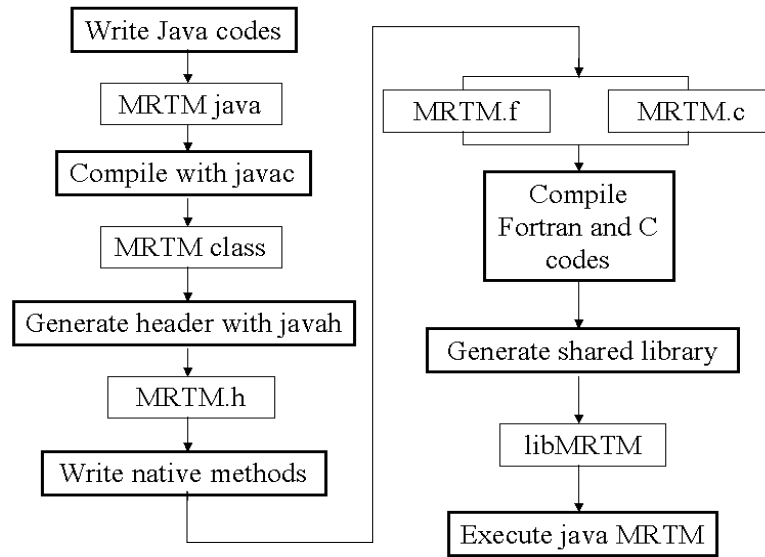 Write Java codes
MRTM java
Compile with javac
MRTM class
Generate header with javah
MRTM.h
Write native methods
MRTM.f
MRTM.c
Compile
Fortran and C
codes
Generate shared library
libMRTM
Execute java MRTM